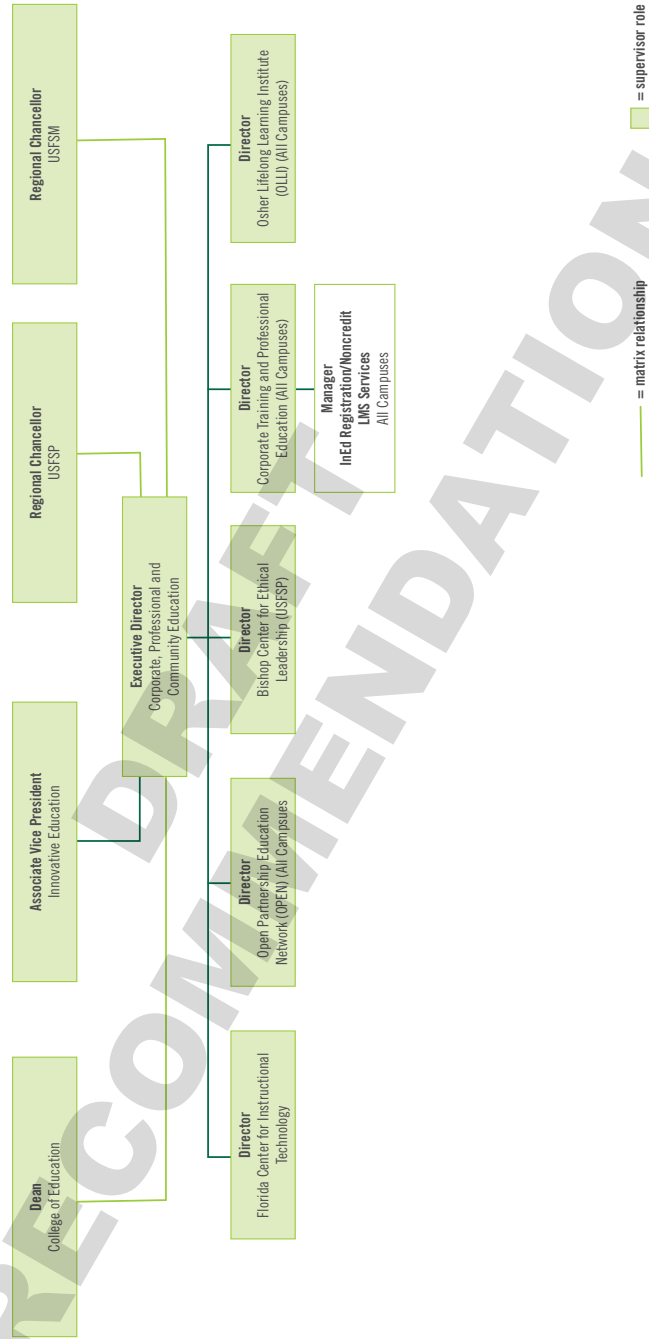 Dean
College of Education
Associate Vice President
Innovative Education
Regional Chancellor
USFSP
Regional Chancellor
USFSM
Executive Director
Corporate, Professional and
Community Education
Director
Florida Center for Instructional
Technology
Director
Open Partnership Education
Network (OPEN) (All Campsues)
Director
Bishop Center for Ethical
Leadership (USFSP)
Director
Corporate Training and Professional
Education (All Campuses)
Manager
InEd Registration/Noncredit
LMS Services
All Campuses
Director
Osher Lifelong Learning Institute
(OLLI) (All Campuses)
= matrix relationship
= supervisor role
DRAFT
RECOMMENDATION